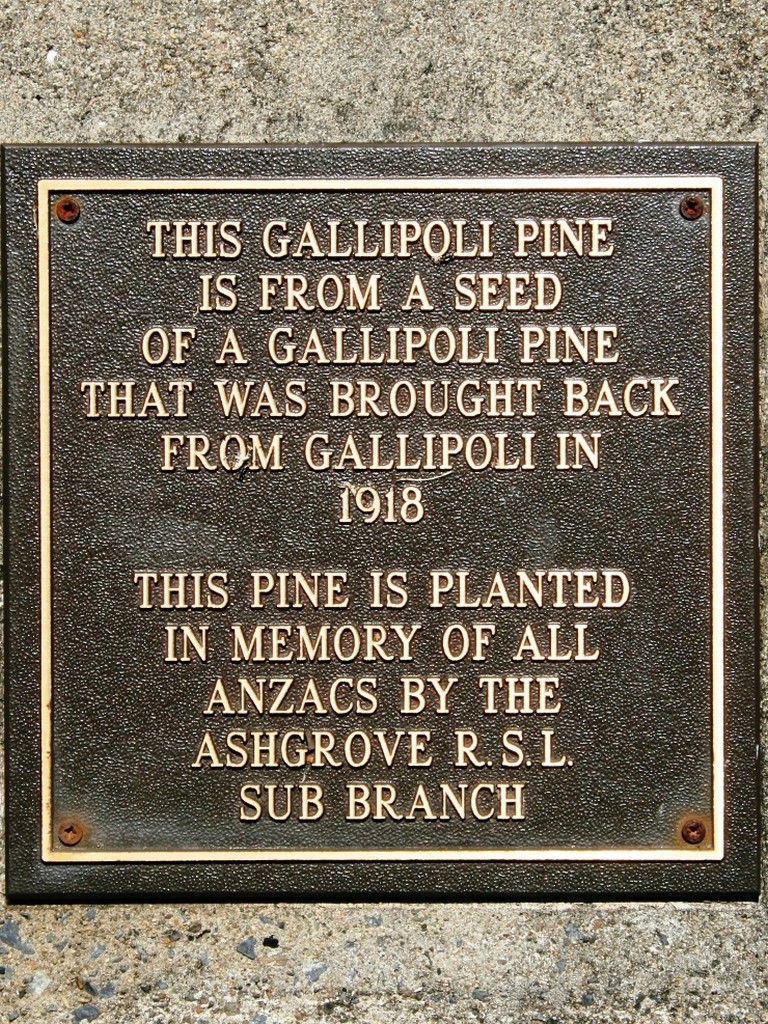 THIS GALLIPOLI PINE
IS FROM A SEED
OF A GALLIPOLI PINE
THAT WAS BROUGHT BACK
FROM GALLIPOLI IN
1918
THIS PINE IS PLANTED
IN MEMORY OF ALL
ANZACS BY THE
ASHGROVE R.S.L.
SUB BRANCH